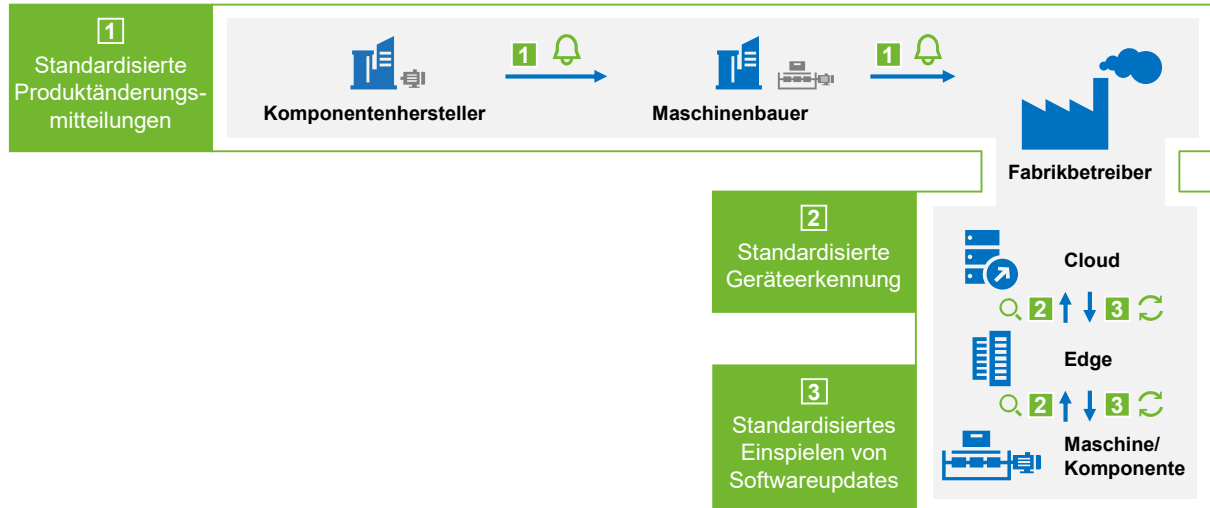 1
Standardisierte
Produktänderungs-
mitteilungen
1
1
Komponentenhersteller
Maschinenbauer
Fabrikbetreiber
2
Standardisierte
Geräteerkennung
Cloud
2 3
Edge
2 3
3
Standardisiertes
Einspielen von
Softwareupdates
Maschine/
Komponente